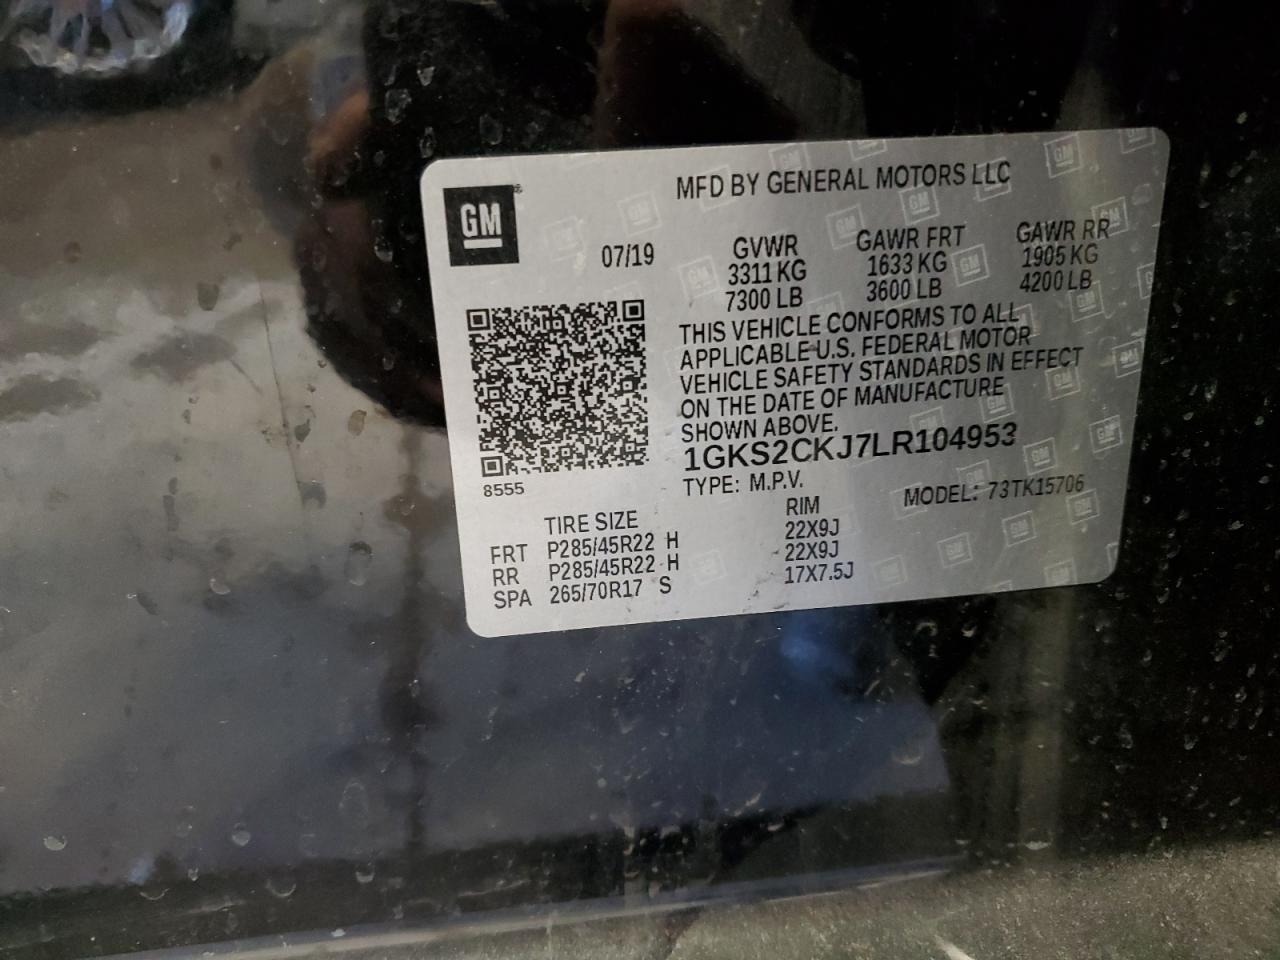 MFD BY GENERAL MOTORS LLC
GM
07/19
GVWR GAWR FRT GAWR RR
3311 KG 1633 KG 1905 KG
7300 LB 3600 LB 4200 LB
THIS VEHICLE CONFORMS TO ALL
APPLICABLE U.S. FEDERAL MOTOR
VEHICLE SAFETY STANDARDS IN EFFECT
ON THE DATE OF MANUFACTURE
SHOWN ABOVE.
1GKS2CKJ7LR104953
8555
TYPE: M.P.V. MODEL: 73TK15706
TIRE SIZE RIM
FRT P285/45R22 H 22X9J
RR P285/45R22 H 22X9J
SPA 265/70R17 S 17X7.5J